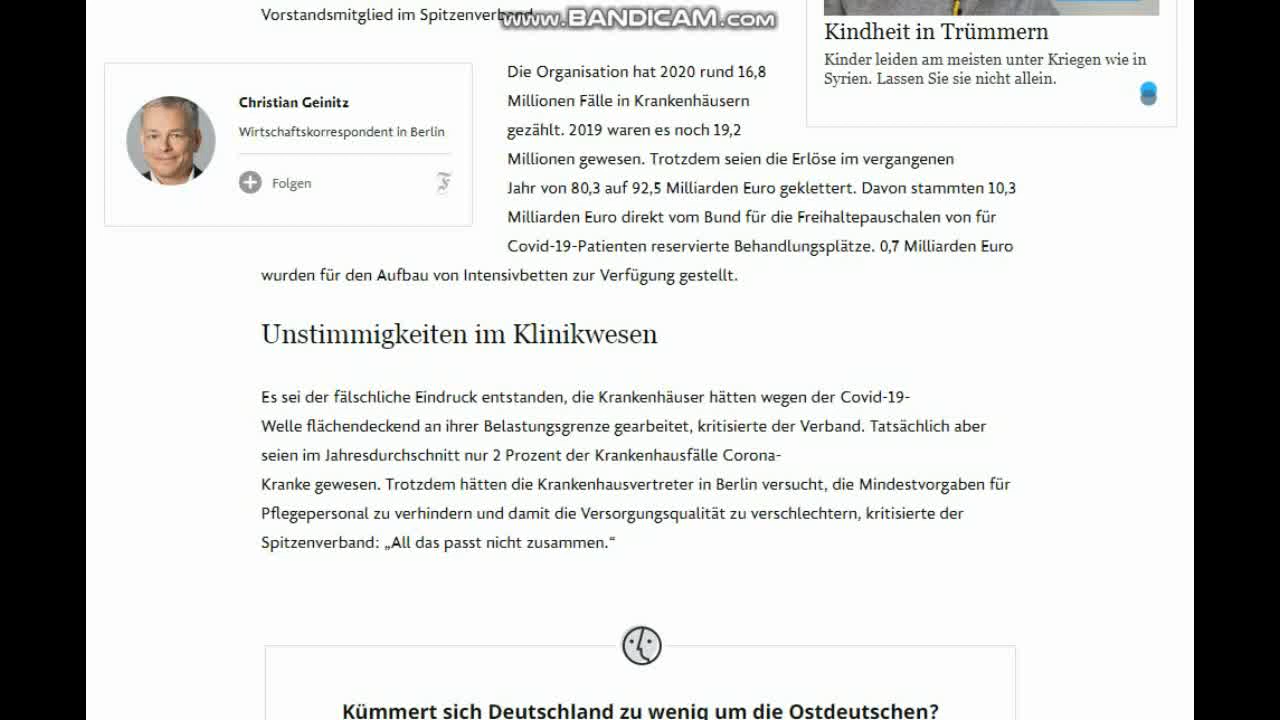 Vorstandsmitglied im Spitzenverband
www.BANDICAM.com
Kindheit in Trümmern
Kinder leiden am meisten unter Kriegen wie in
Syrien. Lassen Sie sie nicht allein.
Christian Geinitz
Wirtschaftskorrespondent in Berlin
Folgen
Die Organisation hat 2020 rund 16,8
Millionen Fälle in Krankenhäusern
gezählt. 2019 waren es noch 19,2
Millionen gewesen. Trotzdem seien die Erlöse im vergangenen
Jahr von 80,3 auf 92,5 Milliarden Euro geklettert. Davon stammten 10,3
Milliarden Euro direkt vom Bund für die Freihaltepauschalen von für
Covid-19-Patienten reservierte Behandlungsplätze. 0,7 Milliarden Euro
wurden für den Aufbau von Intensivbetten zur Verfügung gestellt.
Unstimmigkeiten im Klinikwesen
Es sei der fälschliche Eindruck entstanden, die Krankenhäuser hätten wegen der Covid-19-
Welle flächendeckend an ihrer Belastungsgrenze gearbeitet, kritisierte der Verband. Tatsächlich aber
seien im Jahresdurchschnitt nur 2 Prozent der Krankenhausfälle Corona-
Kranke gewesen. Trotzdem hätten die Krankenhausvertreter in Berlin versucht, die Mindestvorgaben für
Pflegepersonal zu verhindern und damit die Versorgungsqualität zu verschlechtern, kritisierte der
Spitzenverband: „All das passt nicht zusammen.“
Kümmert sich Deutschland zu wenig um die Ostdeutschen?